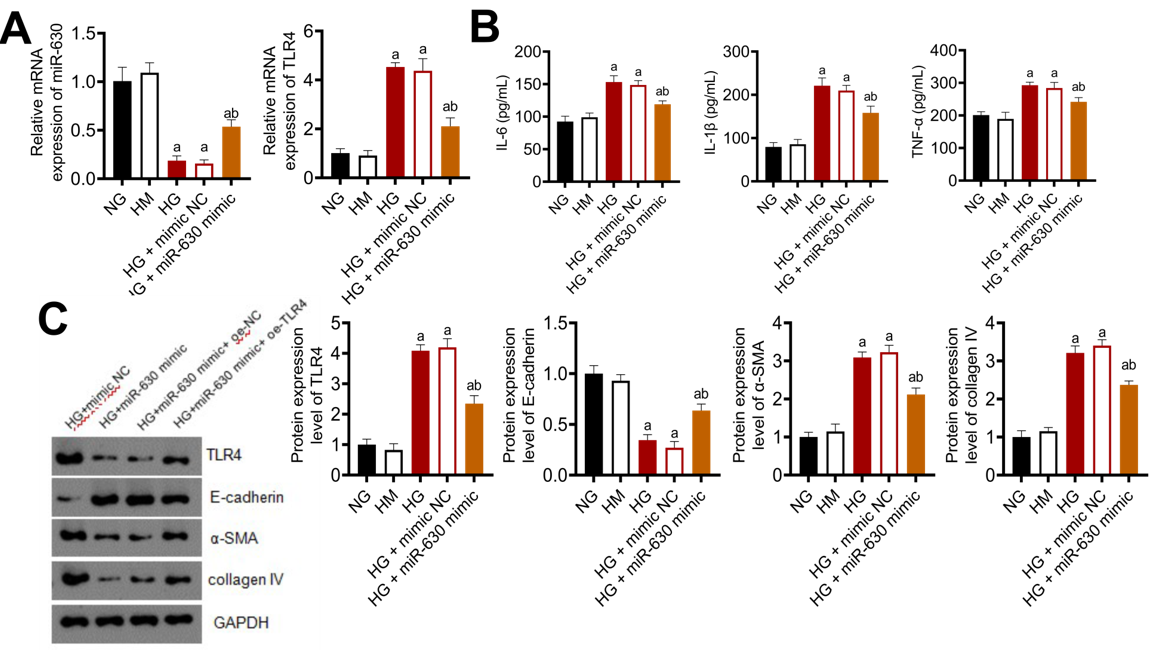 A
Relative mRNA
expression of miR-630
1.5
1.0
0.5
0.0
a
a
ab
NG
HM
HG
HG + mimic NC
G + miR-630 mimic
Relative mRNA
expression of TLR4
6
4
2
0
a
a
ab
NG
HM
HG
HG + mimic NC
HG + miR-630 mimic
B
IL-6 (pg/mL)
200
150
100
50
0
a
a
ab
NG
HM
HG
HG + mimic NC
HG + miR-630 mimic
IL-1β (pg/mL)
300
200
100
0
a
a
ab
NG
HM
HG
HG + mimic NC
HG + miR-630 mimic
TNF-α (pg/mL)
400
300
200
100
0
a
a
ab
NG
HM
HG
HG + mimic NC
HG + miR-630 mimic
C
HG+mimic NC
HG+miR-630 mimic
HG+miR-630 mimic+ oe-NC
HG+miR-630 mimic+ oe-TLR4
TLR4
E-cadherin
α-SMA
collagen IV
GAPDH
Protein expression
level of TLR4
5
4
3
2
1
0
a
a
ab
NG
HM
HG
HG + mimic NC
HG + miR-630 mimic
Protein expression
level of E-cadherin
1.5
1.0
0.5
0.0
a
a
ab
NG
HM
HG
HG + mimic NC
HG + miR-630 mimic
Protein expression
level of α-SMA
4
3
2
1
0
a
a
ab
NG
HM
HG
HG + mimic NC
HG + miR-630 mimic
Protein expression
level of collagen IV
4
3
2
1
0
a
a
ab
NG
HM
HG
HG + mimic NC
HG + miR-630 mimic